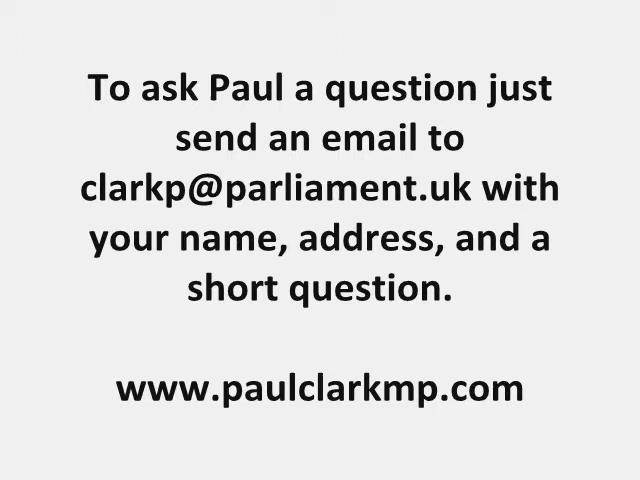 To ask Paul a question just
send an email to
clarkp@parliament.uk with
your name, address, and a
short question.
www.paulclarkmp.com